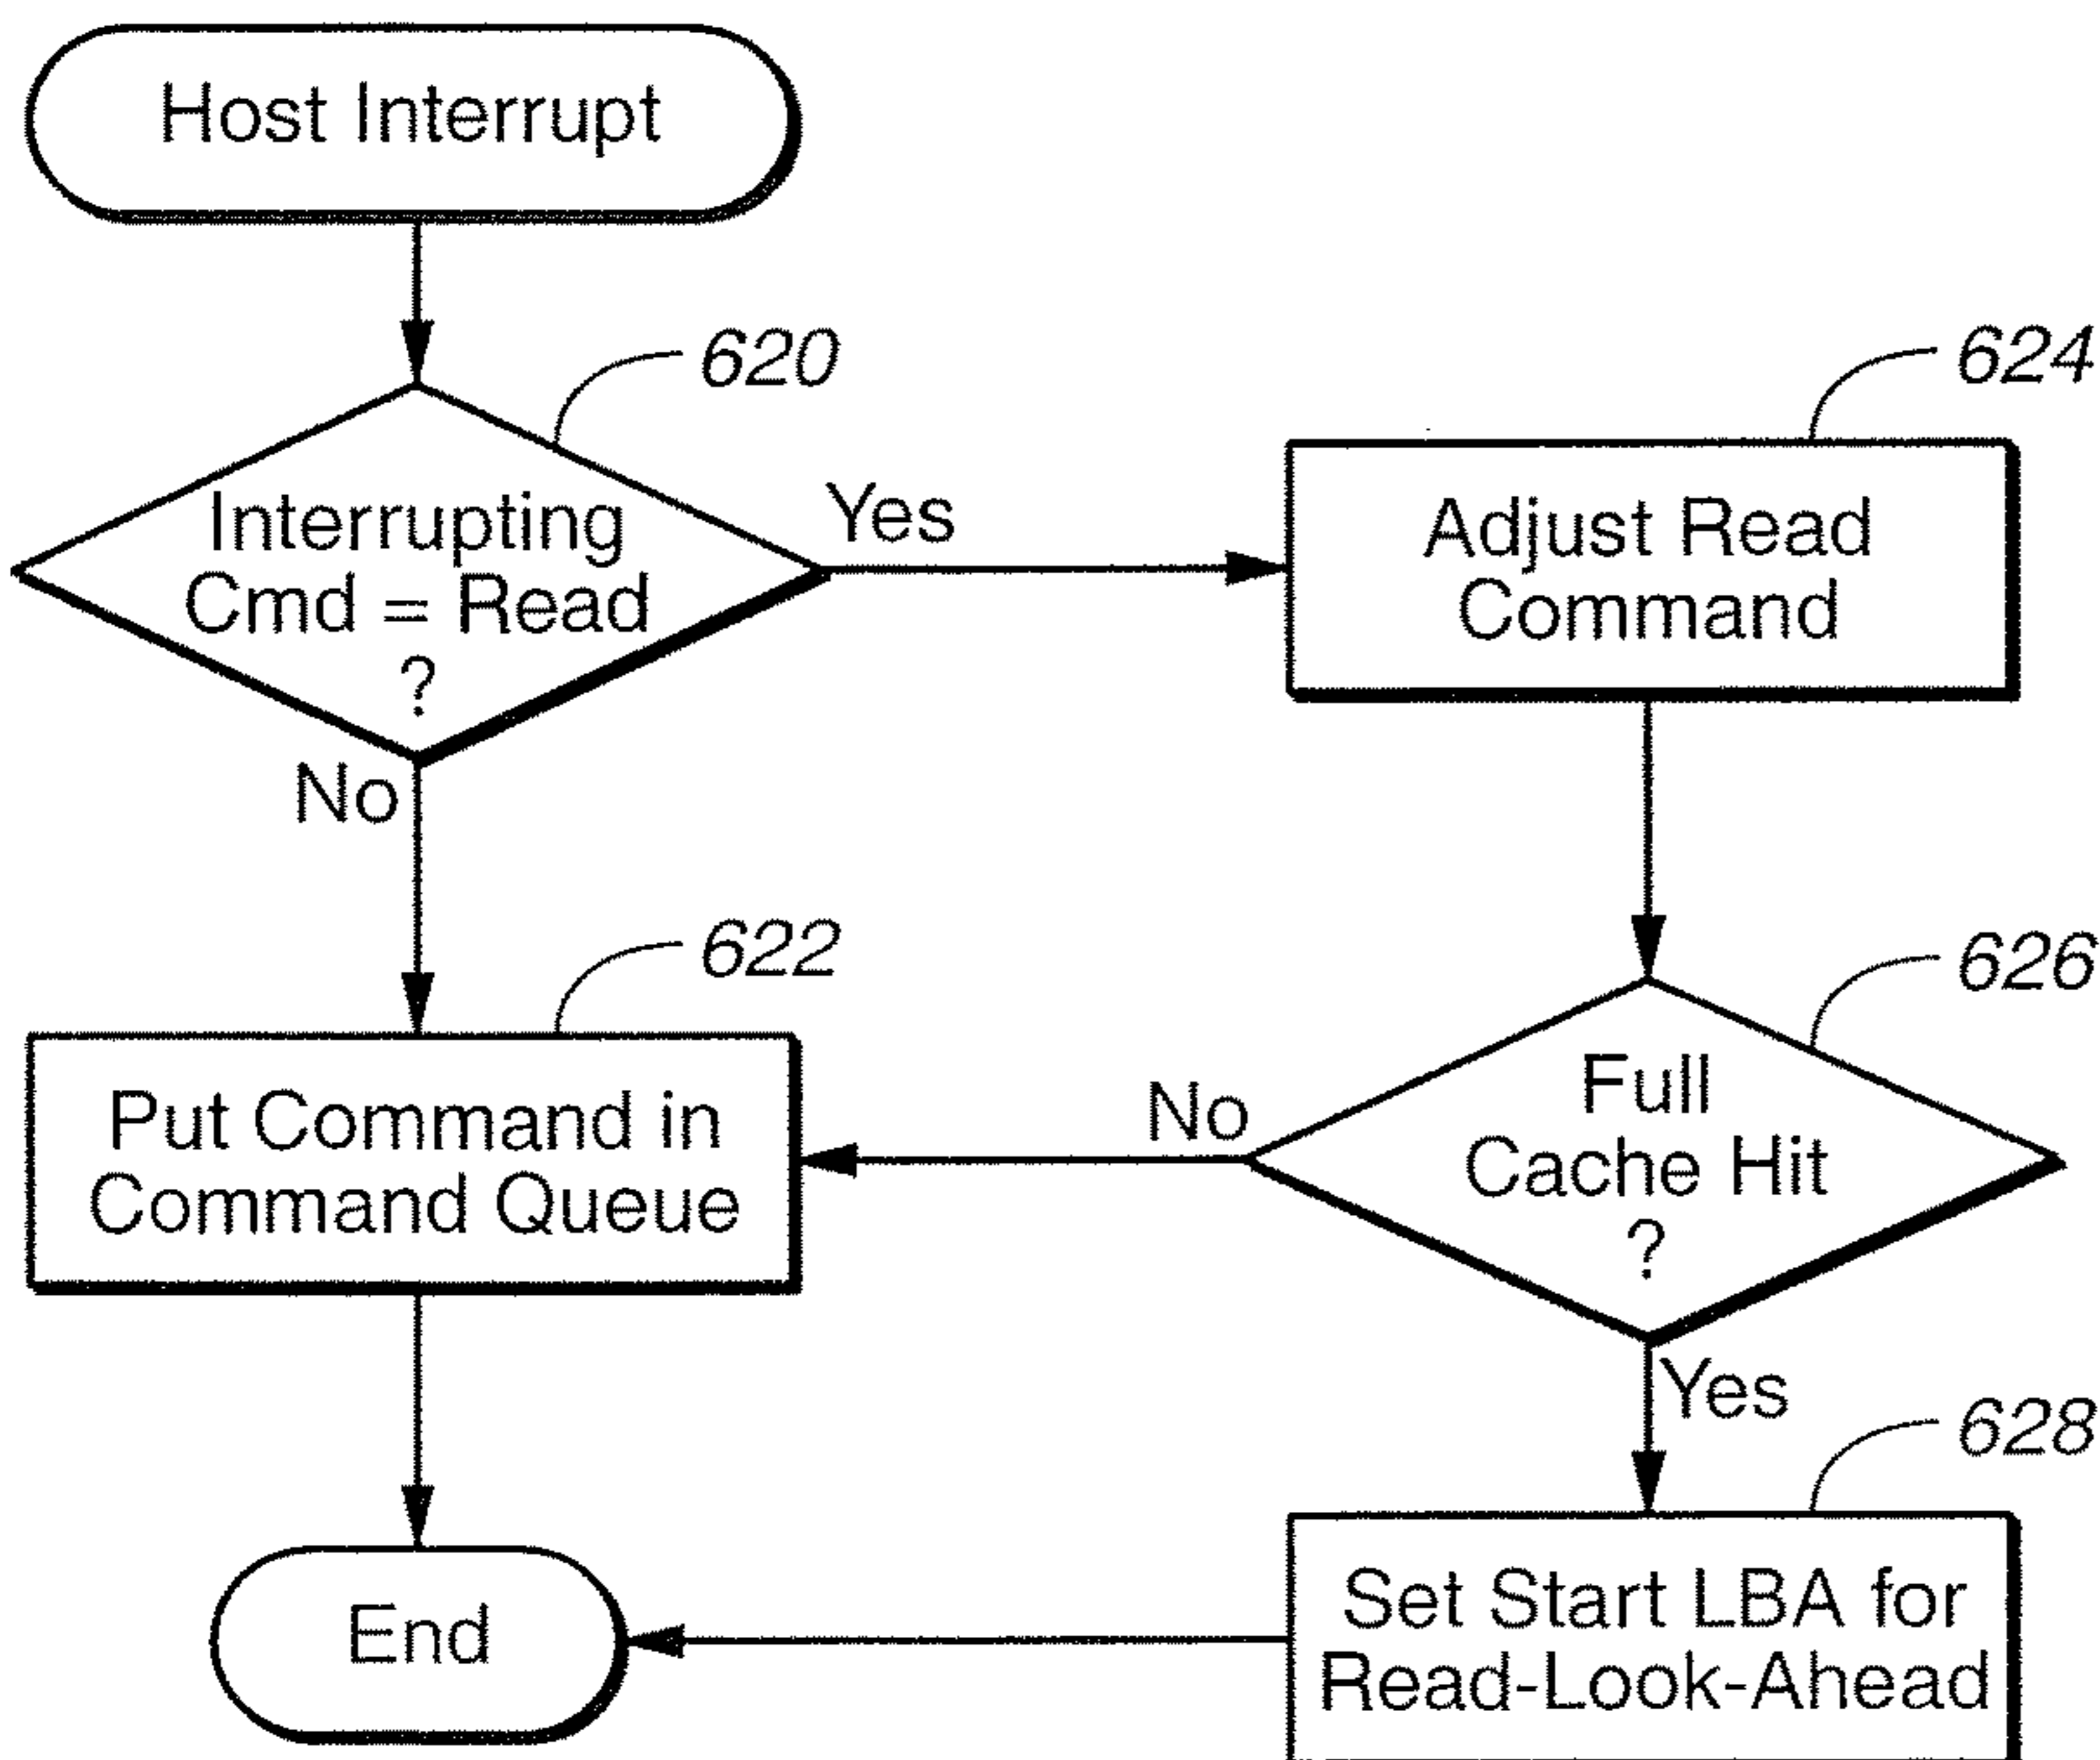 Host Interrupt
620
624
Interrupting
Cmd = Read
?
Yes
Adjust Read
Command
No
622
626
Put Command in
Command Queue
No
Full
Cache Hit
?
Yes
628
End
Set Start LBA for
Read-Look-Ahead